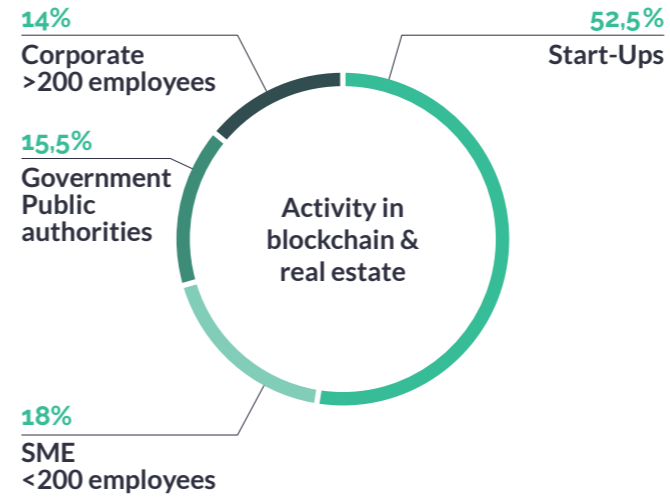 14%
Corporate
>200 employees
52,5%
Start-Ups
15,5%
Government
Public
authorities
Activity in
blockchain &
real estate
18%
SME
<200 employees